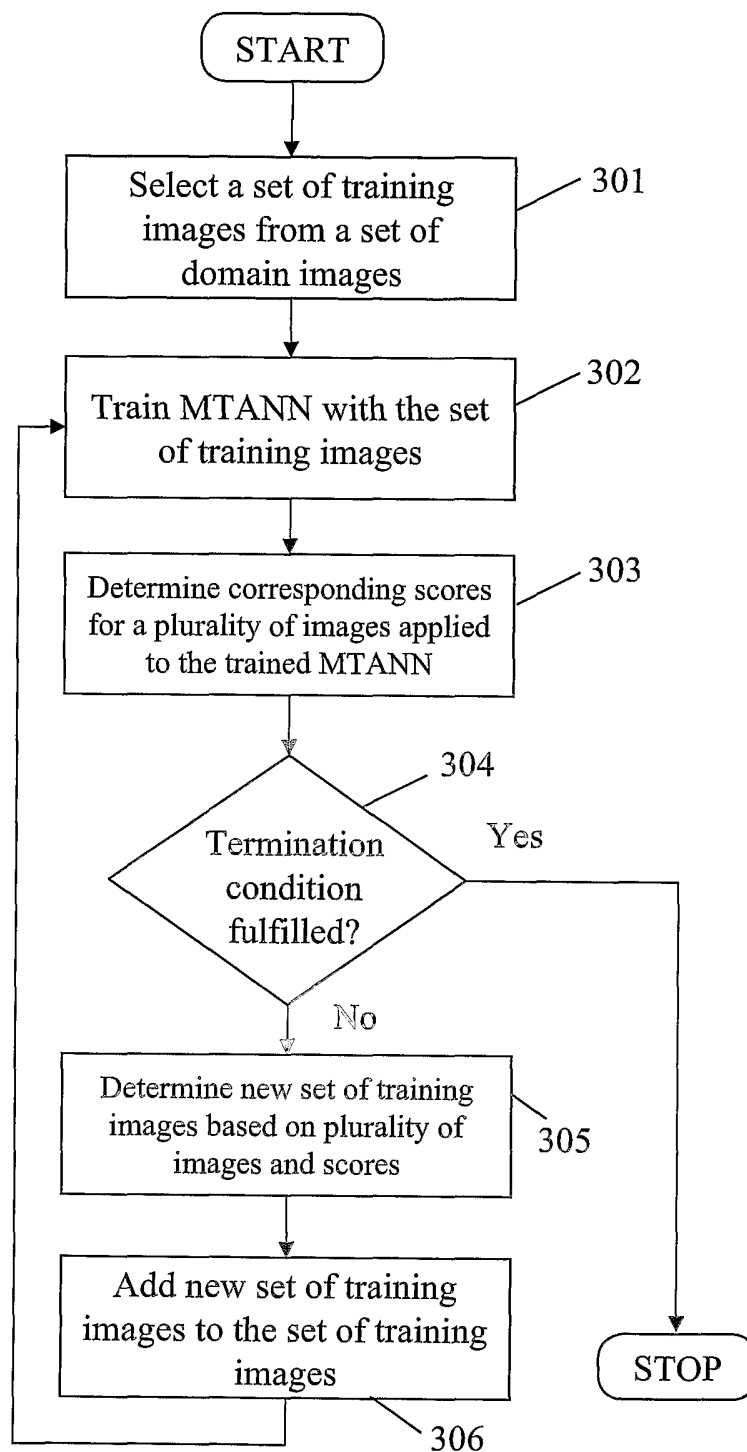 START
Select a set of training
images from a set of
domain images
301
Train MTANN with the set
of training images
302
Determine corresponding scores
for a plurality of images applied
to the trained MTANN
303
304
Termination
condition
fulfilled?
Yes
No
Determine new set of training
images based on plurality of
images and scores
305
Add new set of training
images to the set of training
images
306
STOP